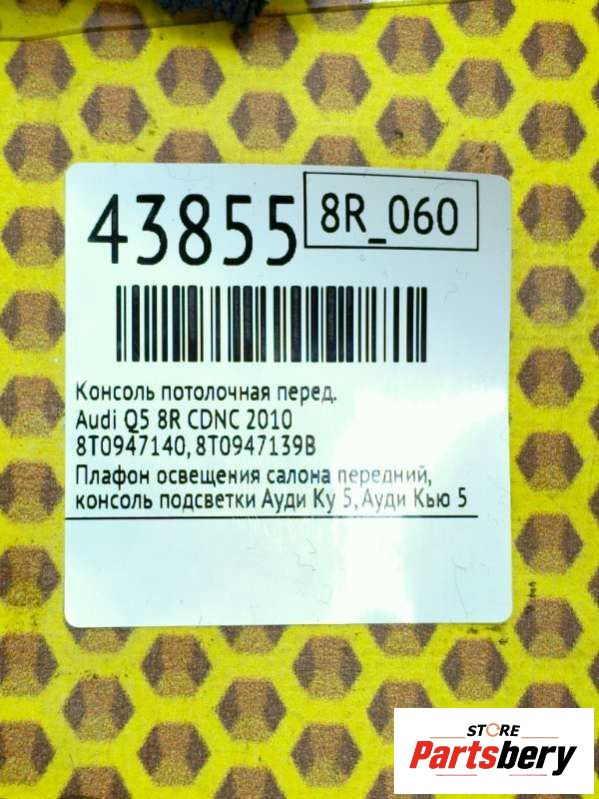 43855
8R_060
Консоль потолочная перед.
Audi Q5 8R CDNC 2010
8T0947140, 8T0947139B
Плафон освещения салона передний,
консоль подсветки Ауди Ку 5, Ауди Кью 5
STORE
Partsbery